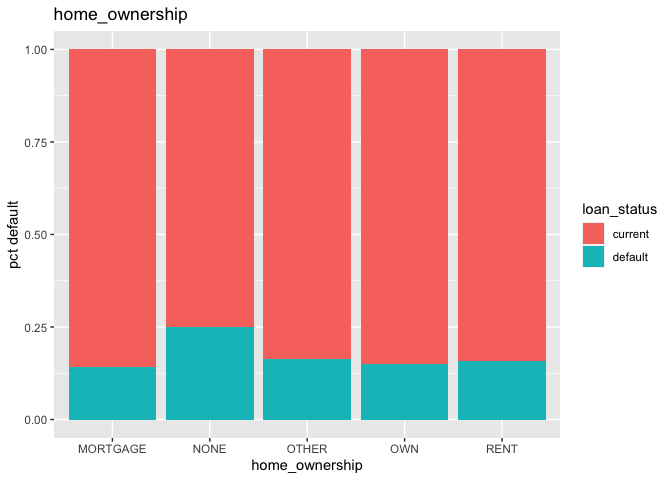 home_ownership
1.00
0.75
0.50
0.25
0.00
pct default
MORTGAGE NONE OTHER OWN RENT
home_ownership
loan_status
current
default